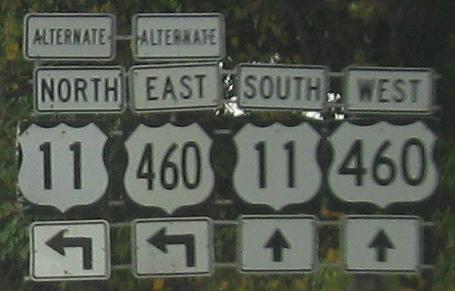 ALTERNATE ALTERNATE
NORTH EAST SOUTH WEST
11 460 11 460